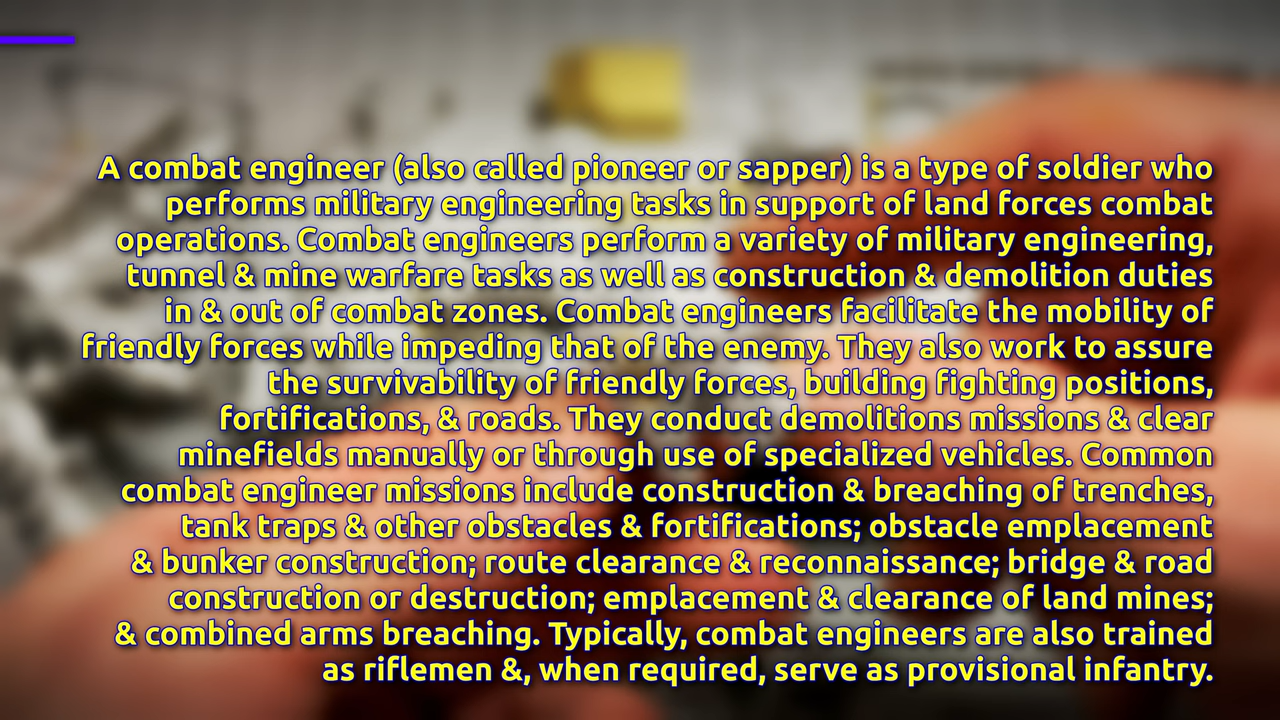 A combat engineer (also called pioneer or sapper) is a type of soldier who
performs military engineering tasks in support of land forces combat
operations. Combat engineers perform a variety of military engineering,
tunnel & mine warfare tasks as well as construction & demolition duties
in & out of combat zones. Combat engineers facilitate the mobility of
friendly forces while impeding that of the enemy. They also work to assure
the survivability of friendly forces, building fighting positions,
fortifications, & roads. They conduct demolitions missions & clear
minefields manually or through use of specialized vehicles. Common
combat engineer missions include construction & breaching of trenches,
tank traps & other obstacles & fortifications; obstacle emplacement
& bunker construction; route clearance & reconnaissance; bridge & road
construction or destruction; emplacement & clearance of land mines;
& combined arms breaching. Typically, combat engineers are also trained
as riflemen &, when required, serve as provisional infantry.